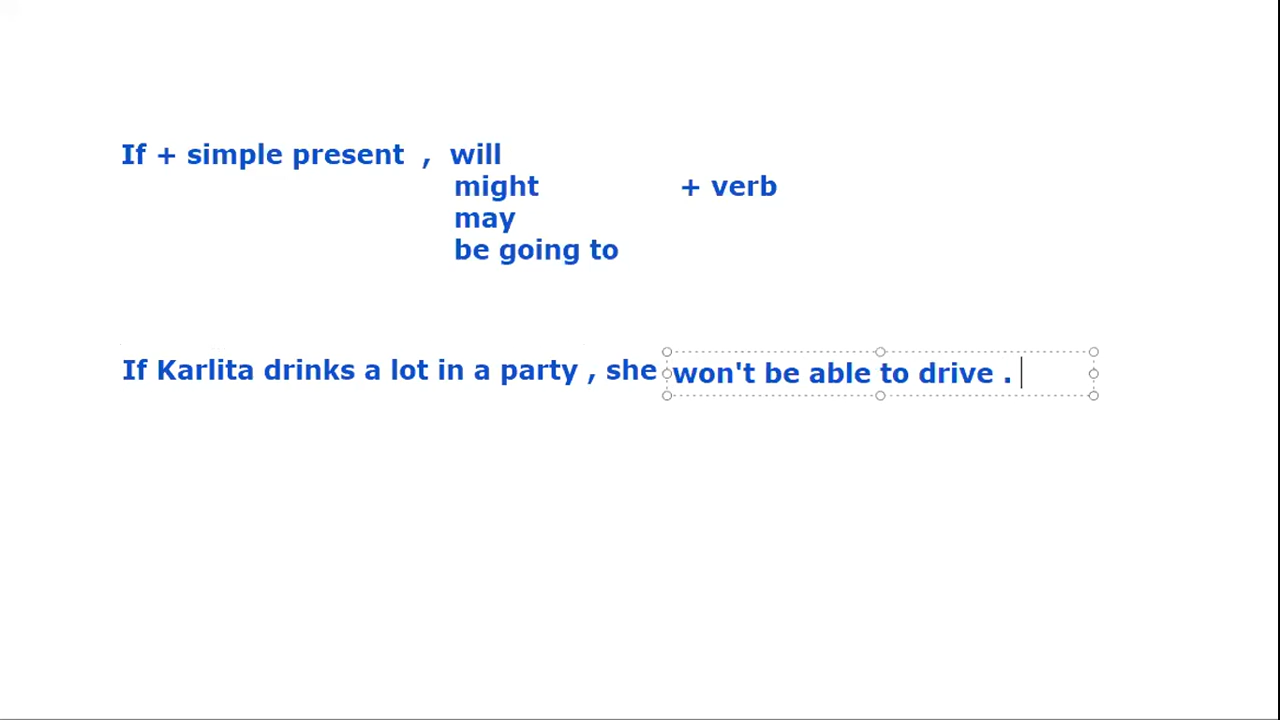 If + simple present , will
might + verb
may
be going to
If Karlita drinks a lot in a party , she won't be able to drive .